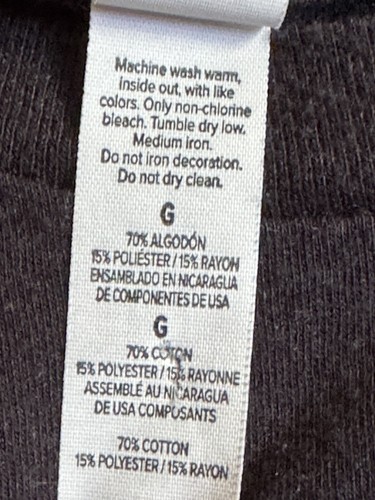 Machine wash warm,
inside out, with like
colors. Only non-chlorine
bleach. Tumble dry low.
Medium iron.
Do not iron decoration.
Do not dry clean.
G
70% ALGODÓN
15% POLIÉSTER / 15% RAYON
ENSAMBLADO EN NICARAGUA
DE COMPONENTES DE USA
G
70% COTON
15% POLYESTER / 15% RAYONNE
ASSEMBLÉ AU NICARAGUA
DE USA COMPOSANTS
70% COTTON
15% POLYESTER / 15% RAYON